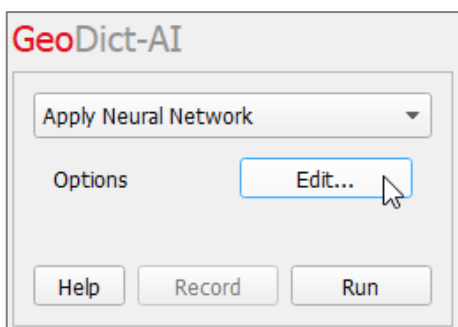 GeoDict-AI
Apply Neural Network
Options Edit...
Help Record Run